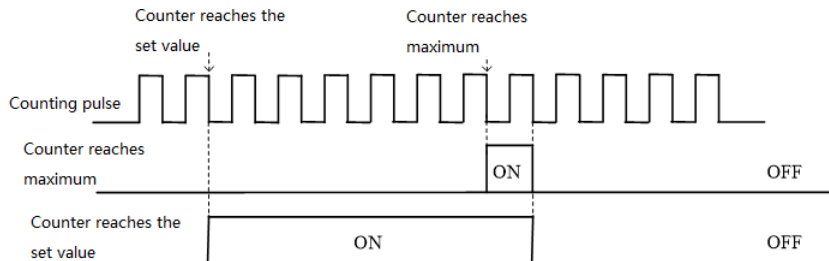 Counter reaches the
set value
Counter reaches
maximum
Counting pulse
Counter reaches
maximum
ON
OFF
Counter reaches the
set value
ON
OFF